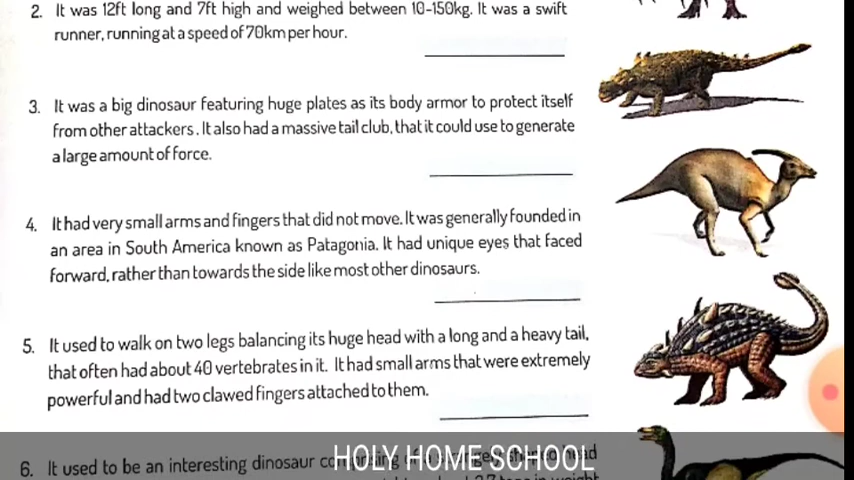 2. It was 12ft long and 7ft high and weighed between 10-150kg. It was a swift
runner, running at a speed of 70km per hour.
3. It was a big dinosaur featuring huge plates as its body armor to protect itself
from other attackers. It also had a massive tail club, that it could use to generate
a large amount of force.
4. It had very small arms and fingers that did not move. It was generally founded in
an area in South America known as Patagonia. It had unique eyes that faced
forward, rather than towards the side like most other dinosaurs.
5. It used to walk on two legs balancing its huge head with a long and a heavy tail,
that often had about 40 vertebrates in it. It had small arms that were extremely
powerful and had two clawed fingers attached to them.
6. It used to be an interesting dinosaur
HOLY HOME SCHOOL